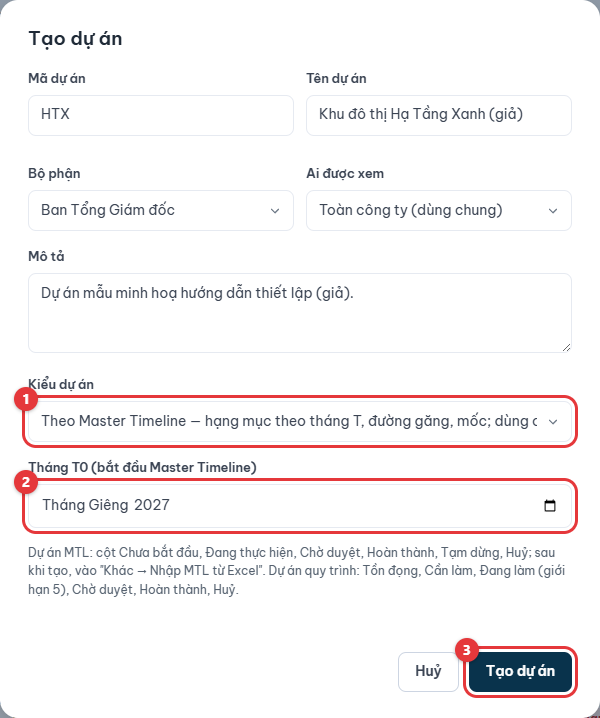 Tạo dự án
Mã dự án
Tên dự án
HTX
Khu đô thị Hạ Tầng Xanh (giả)
Bộ phận
Ai được xem
Ban Tổng Giám đốc
Toàn công ty (dùng chung)
Mô tả
Dự án mẫu minh hoạ hướng dẫn thiết lập (giả).
Kiểu dự án
1
Theo Master Timeline — hạng mục theo tháng T, đường găng, mốc; dùng c
Tháng T0 (bắt đầu Master Timeline)
2
Tháng Giêng 2027
Dự án MTL: cột Chưa bắt đầu, Đang thực hiện, Chờ duyệt, Hoàn thành, Tạm dừng, Huỷ; sau
khi tạo, vào "Khác → Nhập MTL từ Excel". Dự án quy trình: Tồn đọng, Cần làm, Đang làm (giới
hạn 5), Chờ duyệt, Hoàn thành, Huỷ.
3
Huỷ
Tạo dự án